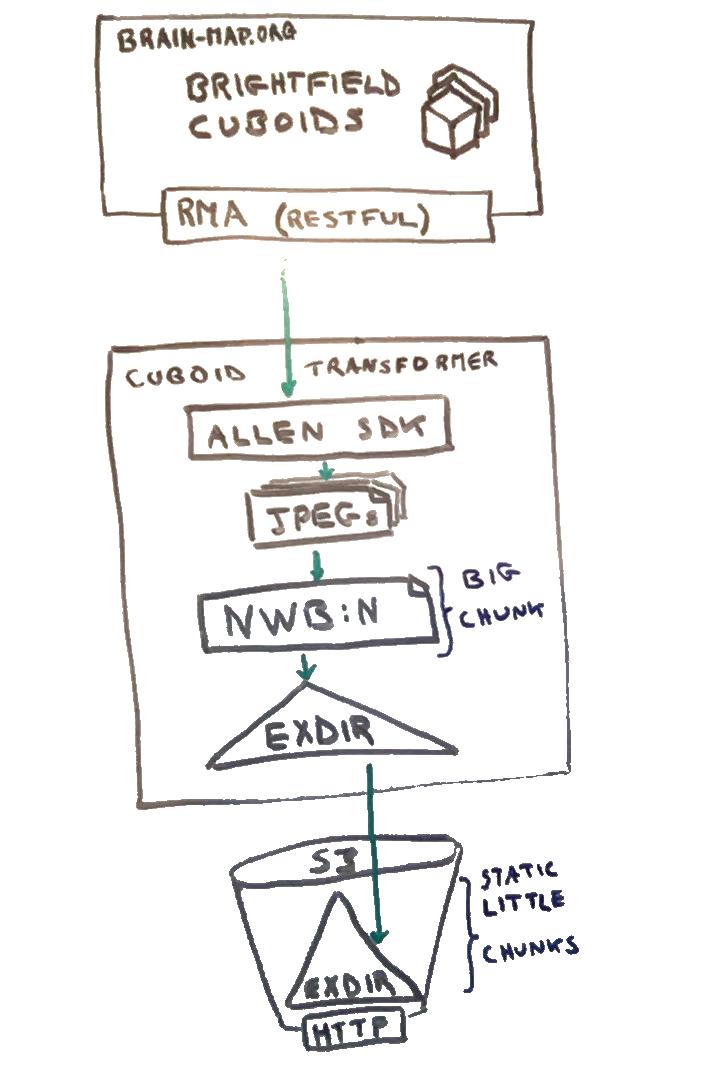 BRAIN-MAP.ORG
BRIGHTFIELD
CUBOIDS
RMA (RESTFUL)
CUBOID TRANSFORMER
ALLEN SDK
JPEGs
NWB:N
BIG
CHUNK
EXDIR
S3
STATIC
LITTLE
CHUNKS
EXDIR
HTTP